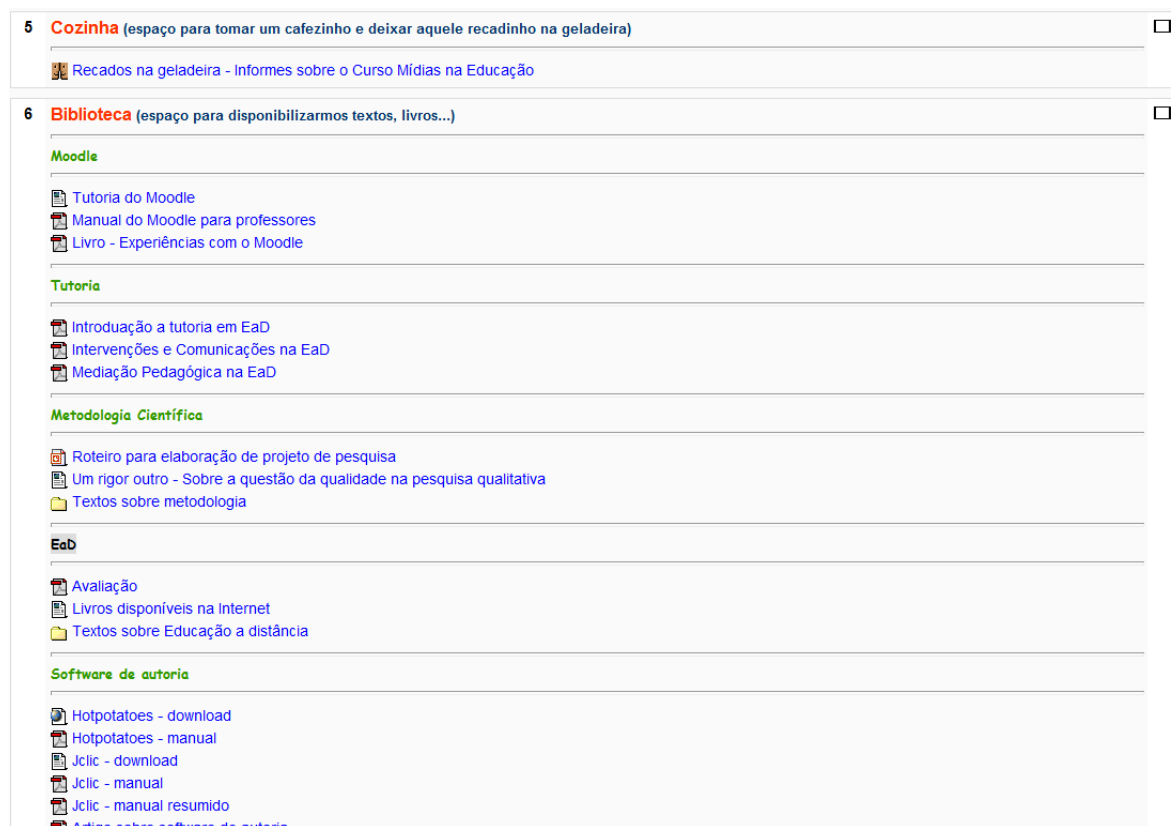 5 Cozinha (espaço para tomar um cafezinho e deixar aquele recadinho na geladeira)
Recados na geladeira - Informes sobre o Curso Mídias na Educação
6 Biblioteca (espaço para disponibilizarmos textos, livros...)
Moodle
Tutoria do Moodle
Manual do Moodle para professores
Livro - Experiências com o Moodle
Tutoria
Introduação a tutoria em EaD
Intervenções e Comunicações na EaD
Mediação Pedagógica na EaD
Metodologia Científica
Roteiro para elaboração de projeto de pesquisa
Um rigor outro - Sobre a questão da qualidade na pesquisa qualitativa
Textos sobre metodologia
EaD
Avaliação
Livros disponíveis na Internet
Textos sobre Educação a distância
Software de autoria
Hotpotatoes - download
Hotpotatoes - manual
Jclic - download
Jclic - manual
Jclic - manual resumido
Artigo sobre software de autoria